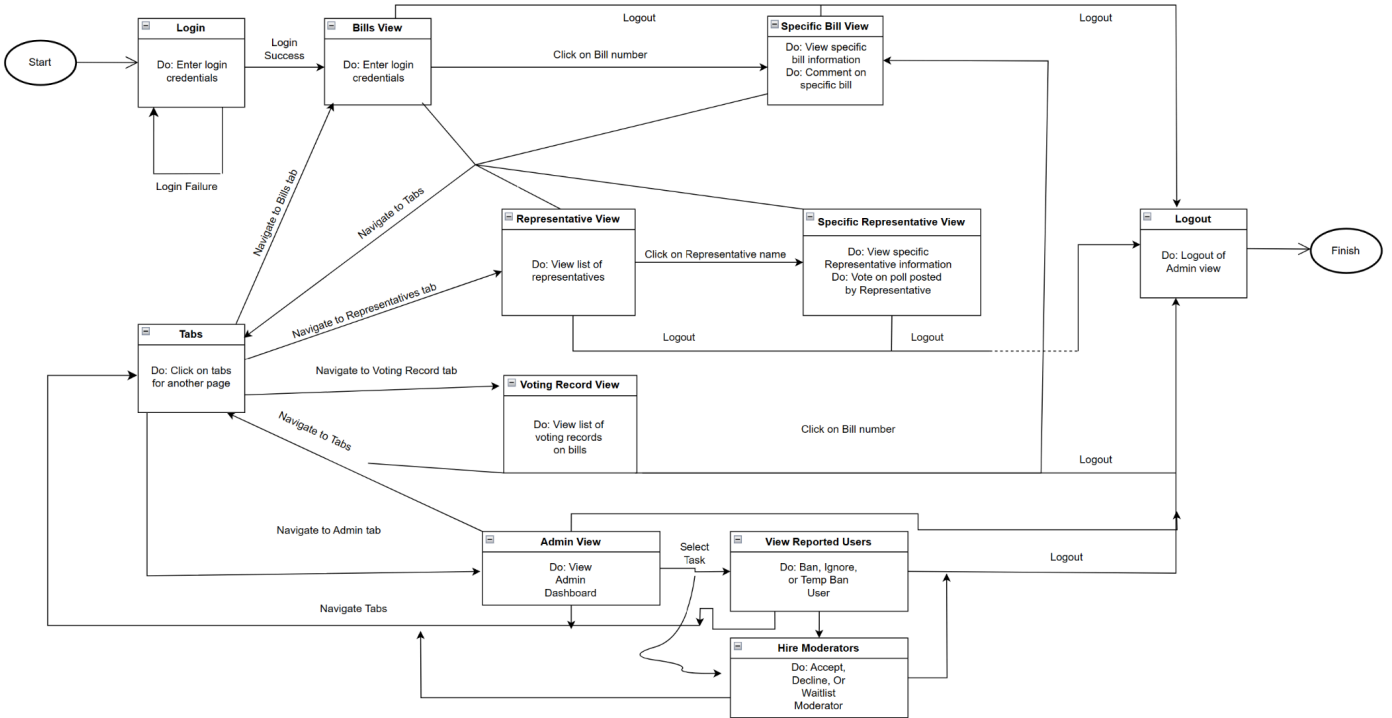 Logout
Logout
Login
Bills View
Specific Bill View
Start
Login
Success
Click on Bill number
Do: Enter login
credentials
Do: Enter login
credentials
Do: View specific
bill information
Do: Comment on
specific bill
Login Failure
Navigate to Bills tab
Navigate to Tabs
Representative View
Specific Representative View
Logout
Do: View list of
representatives
Click on Representative name
Do: View specific
Representative information
Do: Vote on poll posted
by Representative
Do: Logout of
Admin view
Finish
Navigate to Representatives tab
Logout
Logout
Tabs
Do: Click on tabs
for another page
Navigate to Voting Record tab
Voting Record View
Do: View list of
voting records
on bills
Navigate to Tabs
Click on Bill number
Logout
Navigate to Admin tab
Admin View
Do: View
Admin
Dashboard
Select
Task
View Reported Users
Do: Ban, Ignore,
or Temp Ban
User
Logout
Navigate Tabs
Hire Moderators
Do: Accept,
Decline, Or
Waitlist
Moderator